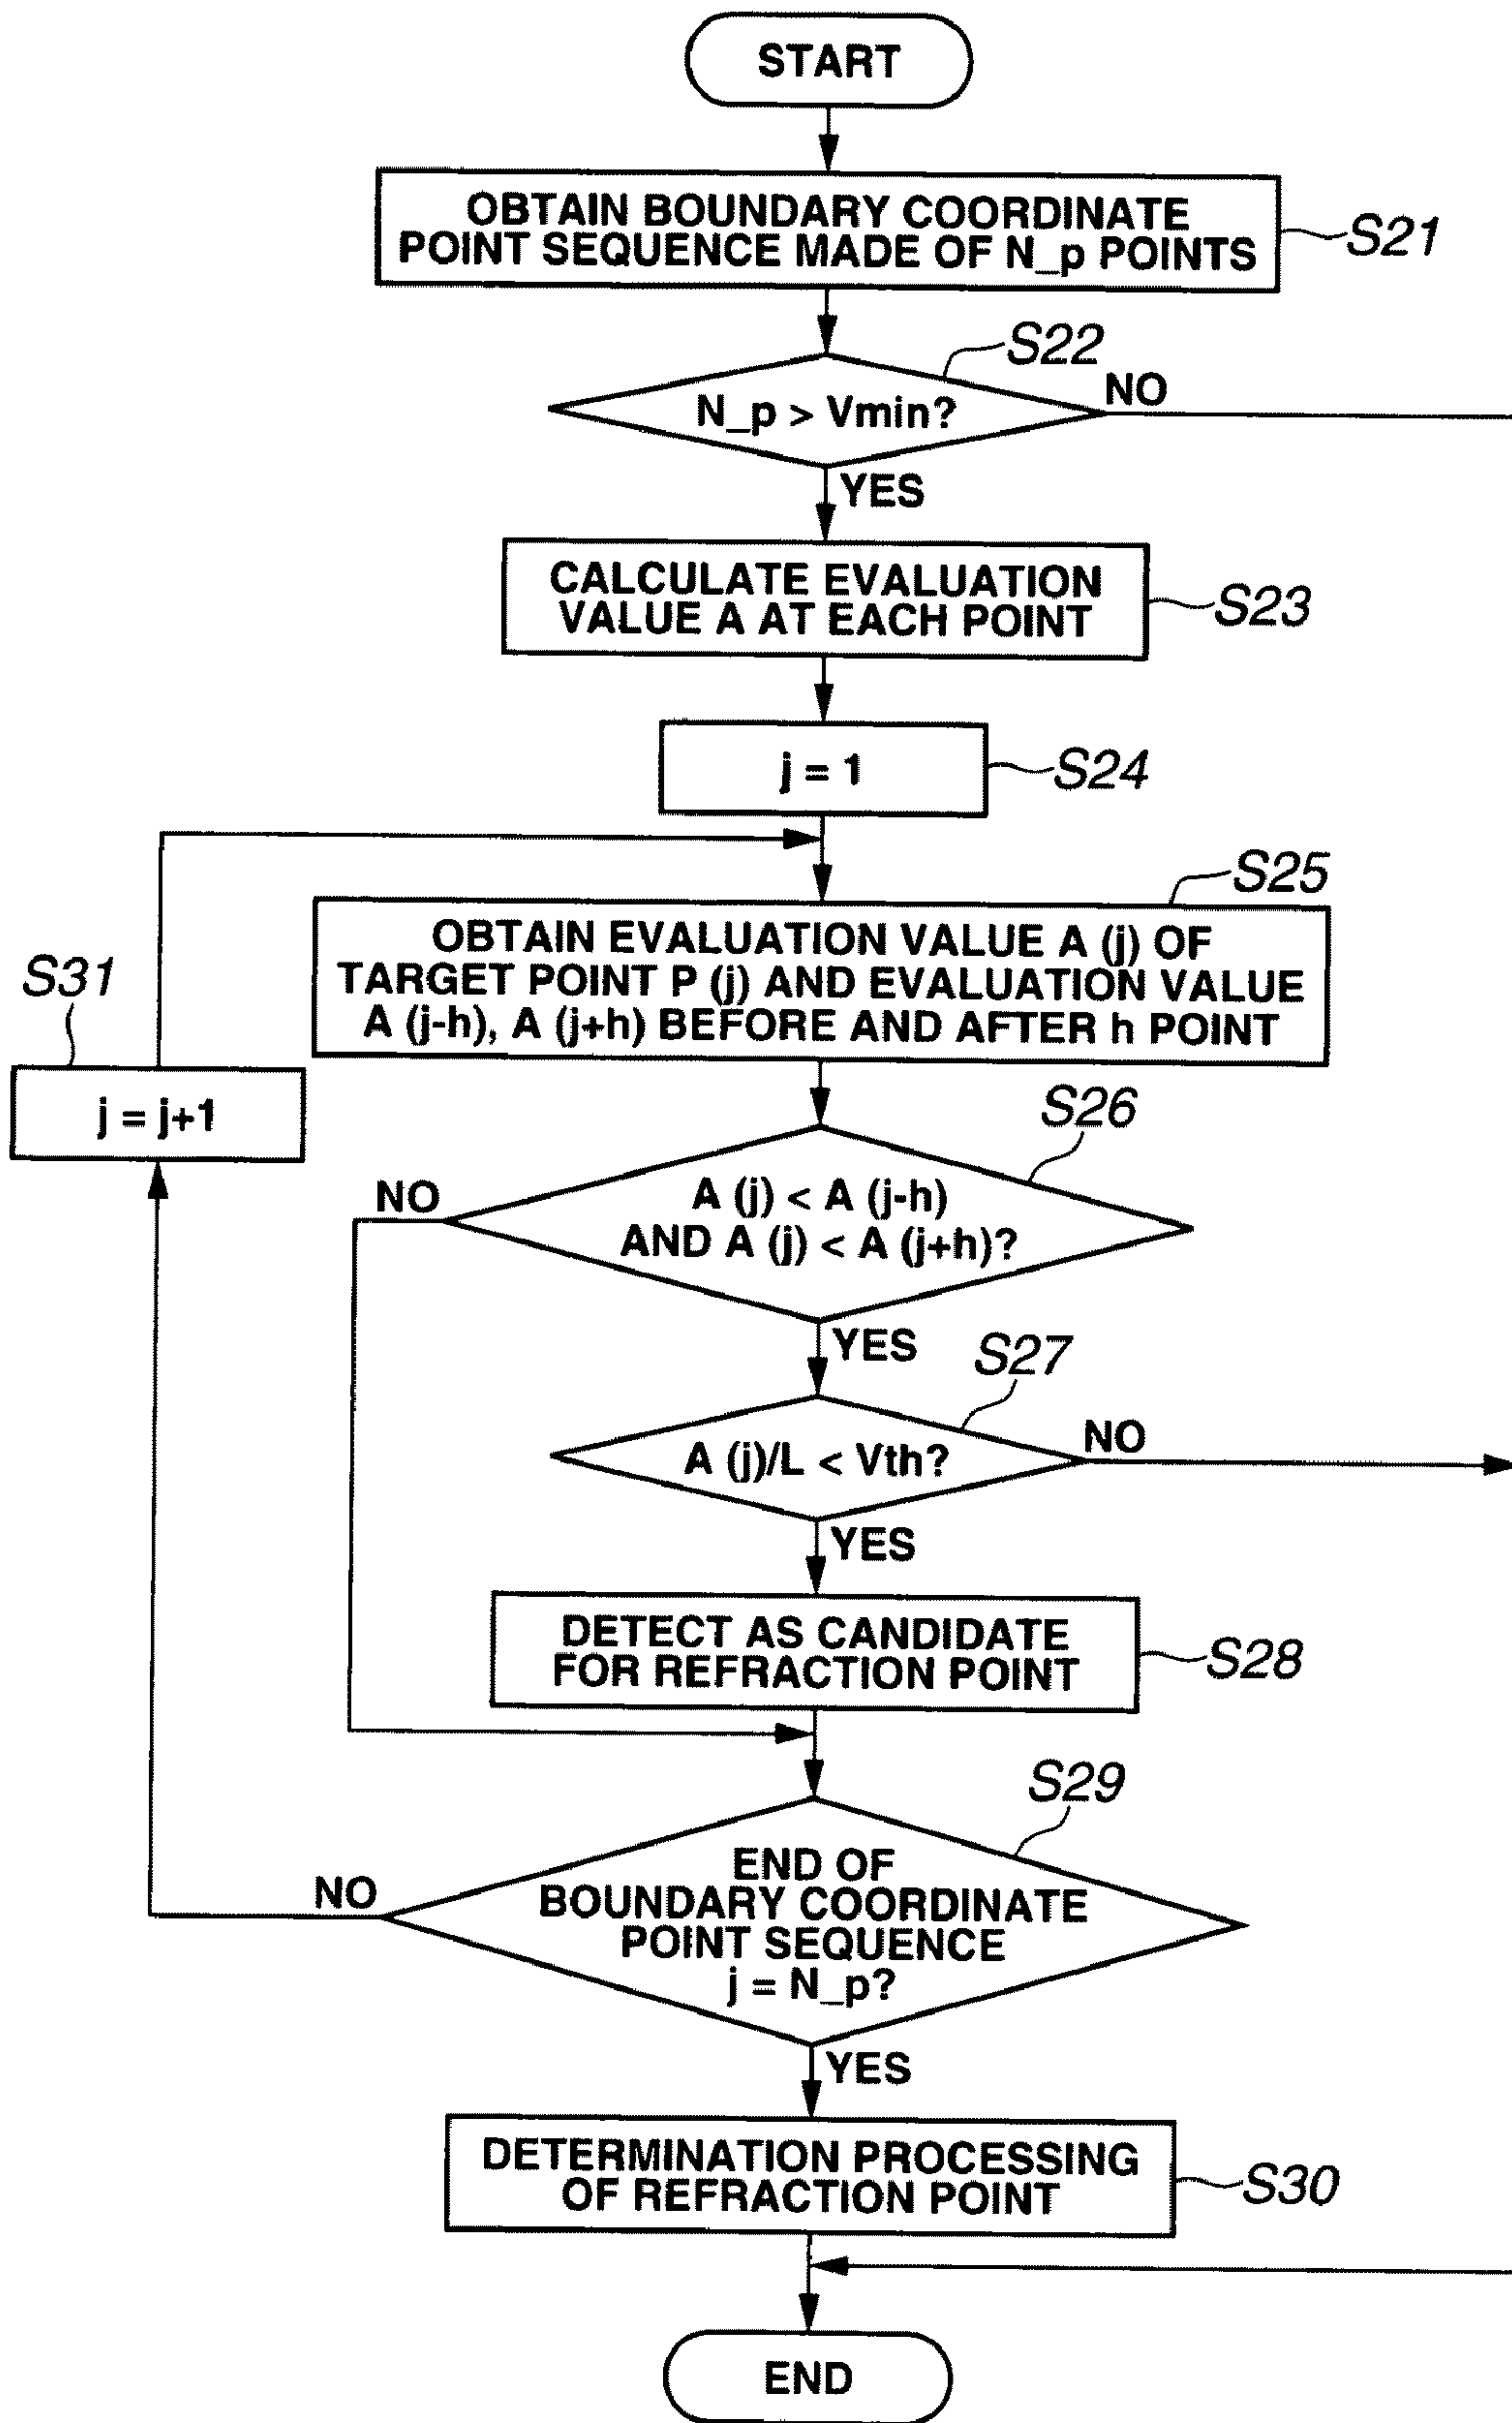 START
OBTAIN BOUNDARY COORDINATE
POINT SEQUENCE MADE OF N_p POINTS
S21
S22
N_p > Vmin?
NO
YES
CALCULATE EVALUATION
VALUE A AT EACH POINT
S23
j = 1
S24
S25
OBTAIN EVALUATION VALUE A (j) OF
TARGET POINT P (j) AND EVALUATION VALUE
A (j-h), A (j+h) BEFORE AND AFTER h POINT
S31
j = j+1
S26
NO
A (j) < A (j-h)
AND A (j) < A (j+h)?
YES
S27
A (j)/L < Vth?
NO
YES
DETECT AS CANDIDATE
FOR REFRACTION POINT
S28
S29
END OF
BOUNDARY COORDINATE
POINT SEQUENCE
j = N_p?
NO
YES
DETERMINATION PROCESSING
OF REFRACTION POINT
S30
END